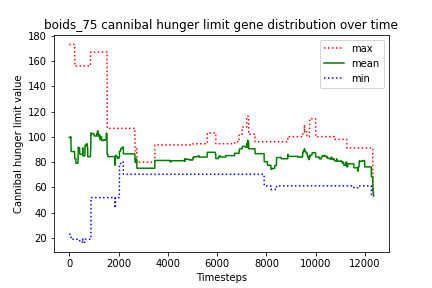 boids_75 cannibal hunger limit gene distribution over time
Cannibal hunger limit value
180
160
140
120
100
80
60
40
20
max
mean
min
0 2000 4000 6000 8000 10000 12000
Timesteps